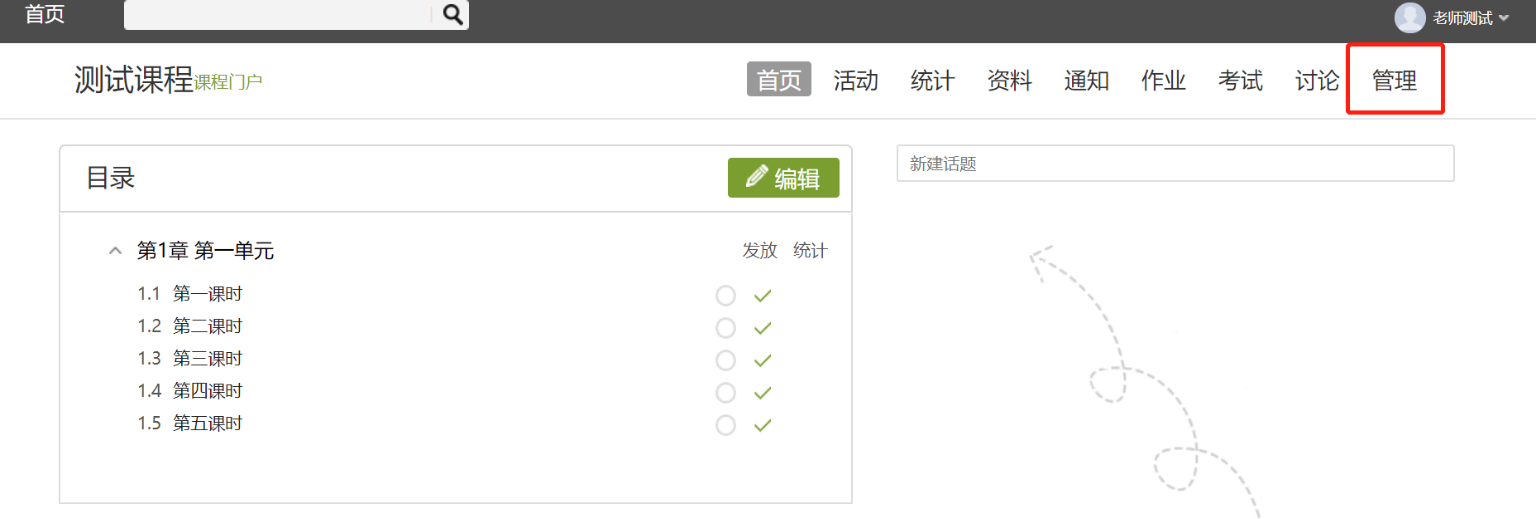 首页
老师测试
测试课程课程门户
首页 活动 统计 资料 通知 作业 考试 讨论 管理
目录
编辑
新建话题
第1章 第一单元 发放 统计
1.1 第一课时
1.2 第二课时
1.3 第三课时
1.4 第四课时
1.5 第五课时